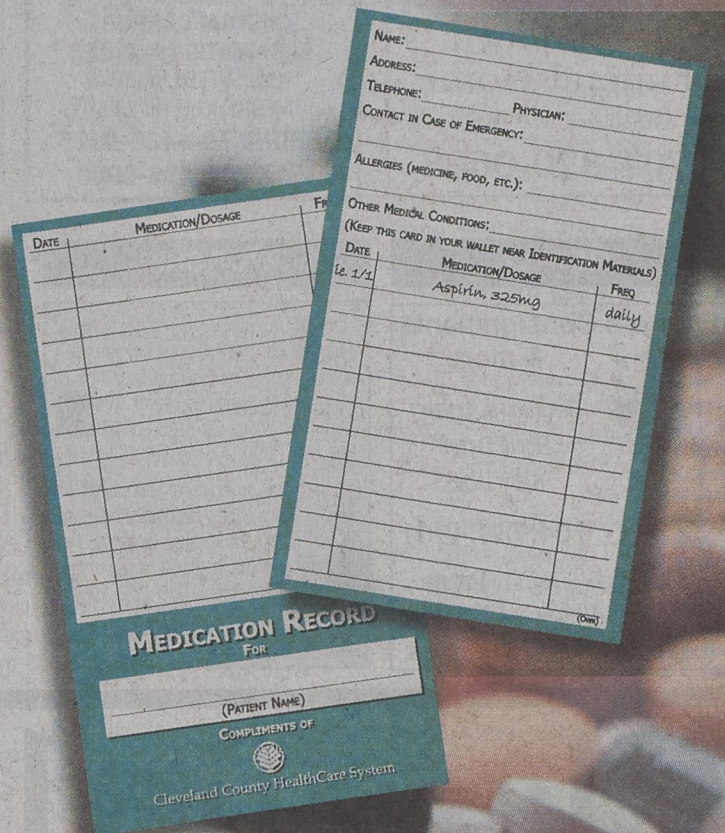 NAME:
ADDRESS:
TELEPHONE: PHYSICIAN:
CONTACT IN CASE OF EMERGENCY:
ALLERGIES (MEDICINE, FOOD, ETC.):
OTHER MEDICAL CONDITIONS:
(KEEP THIS CARD IN YOUR WALLET NEAR IDENTIFICATION MATERIALS)
DATE MEDICATION/DOSAGE FREQ
ie. 1/1 Aspirin, 325mg daily
(OVER)
DATE MEDICATION/DOSAGE FR
MEDICATION RECORD
FOR
(PATIENT NAME)
COMPLIMENTS OF
Cleveland County HealthCare System